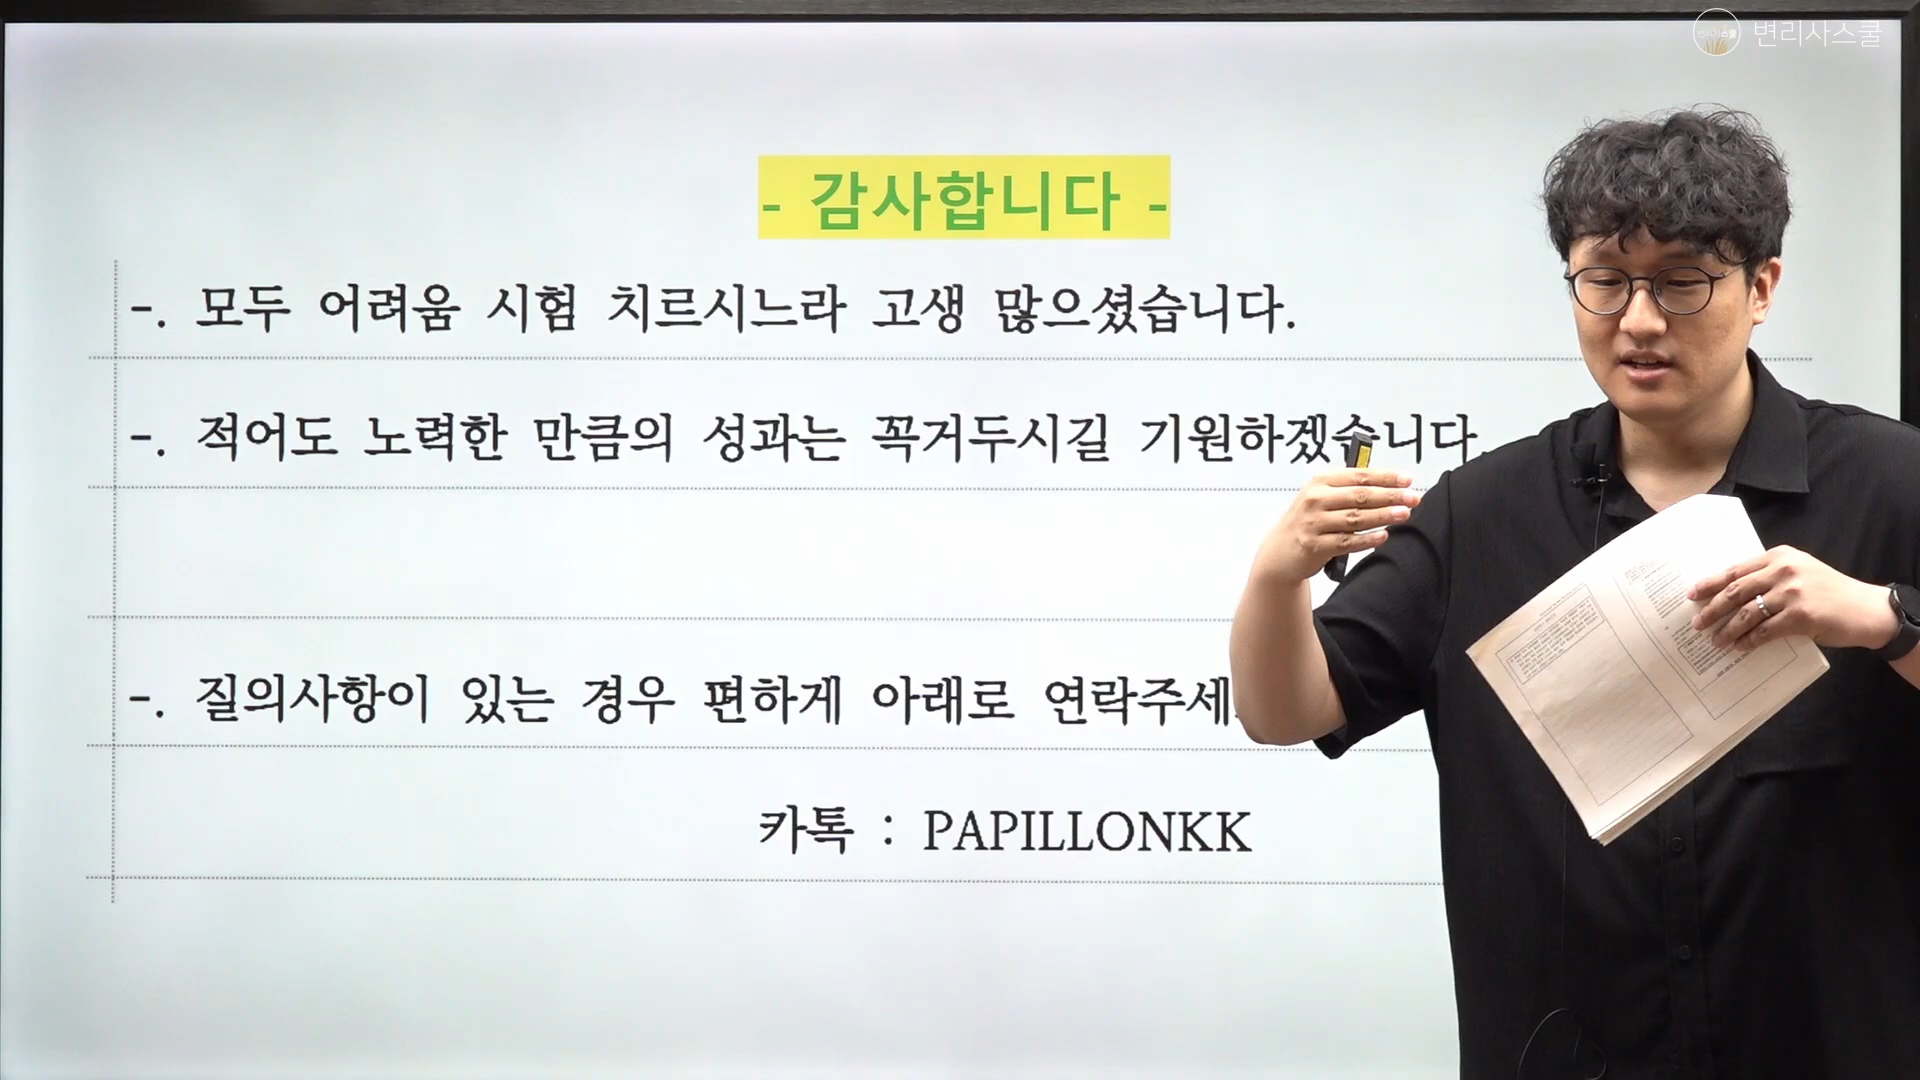 변리사스쿨
- 감사합니다 -
-. 모두 어려움 시험 치르시느라 고생 많으셨습니다.
-. 적어도 노력한 만큼의 성과는 꼭거두시길 기원하겠습니다
-. 질의사항이 있는 경우 편하게 아래로 연락주세
카톡 : PAPILLONKK